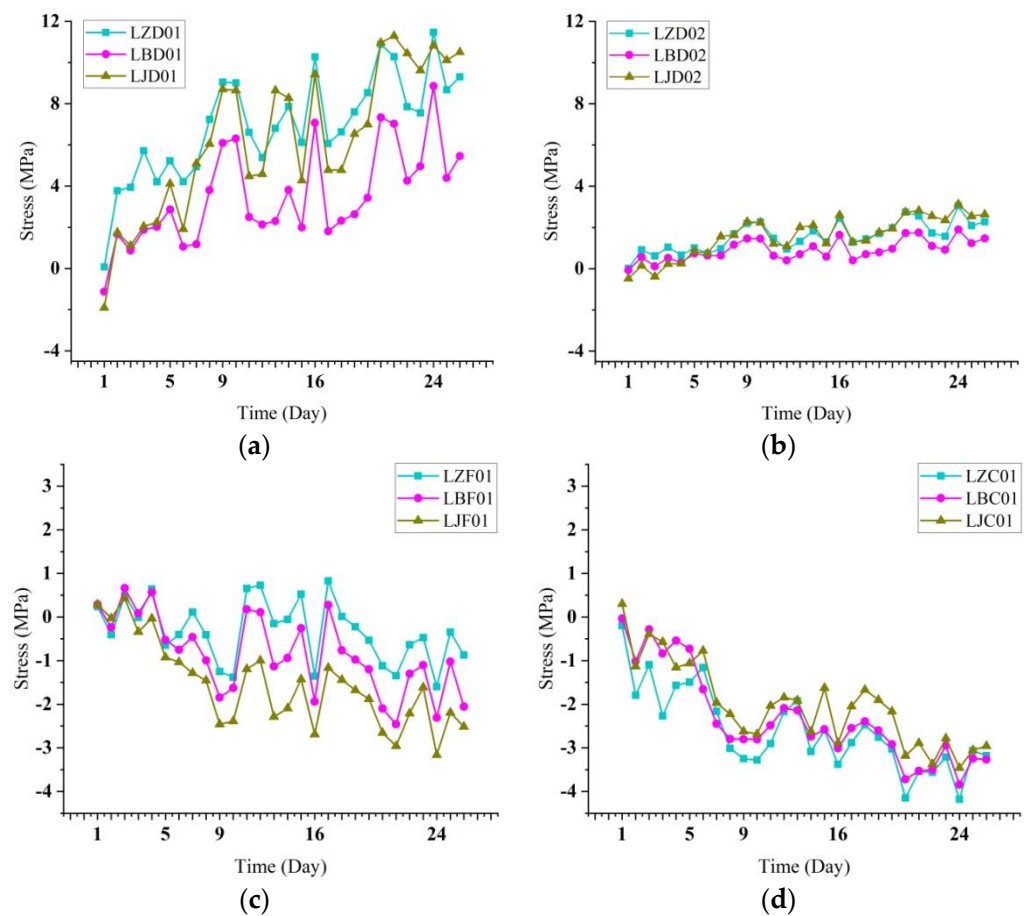 LZD01
LBD01
LJD01
12
8
4
0
-4
Stress (MPa)
1 5 9 16 24
Time (Day)
(a)
LZD02
LBD02
LJD02
12
8
4
0
-4
Stress (MPa)
1 5 9 16 24
Time (Day)
(b)
LZF01
LBF01
LJF01
3
2
1
0
-1
-2
-3
-4
Stress (MPa)
1 5 9 16 24
Time (Day)
(c)
LZC01
LBC01
LJC01
3
2
1
0
-1
-2
-3
-4
Stress (MPa)
1 5 9 16 24
Time (Day)
(d)